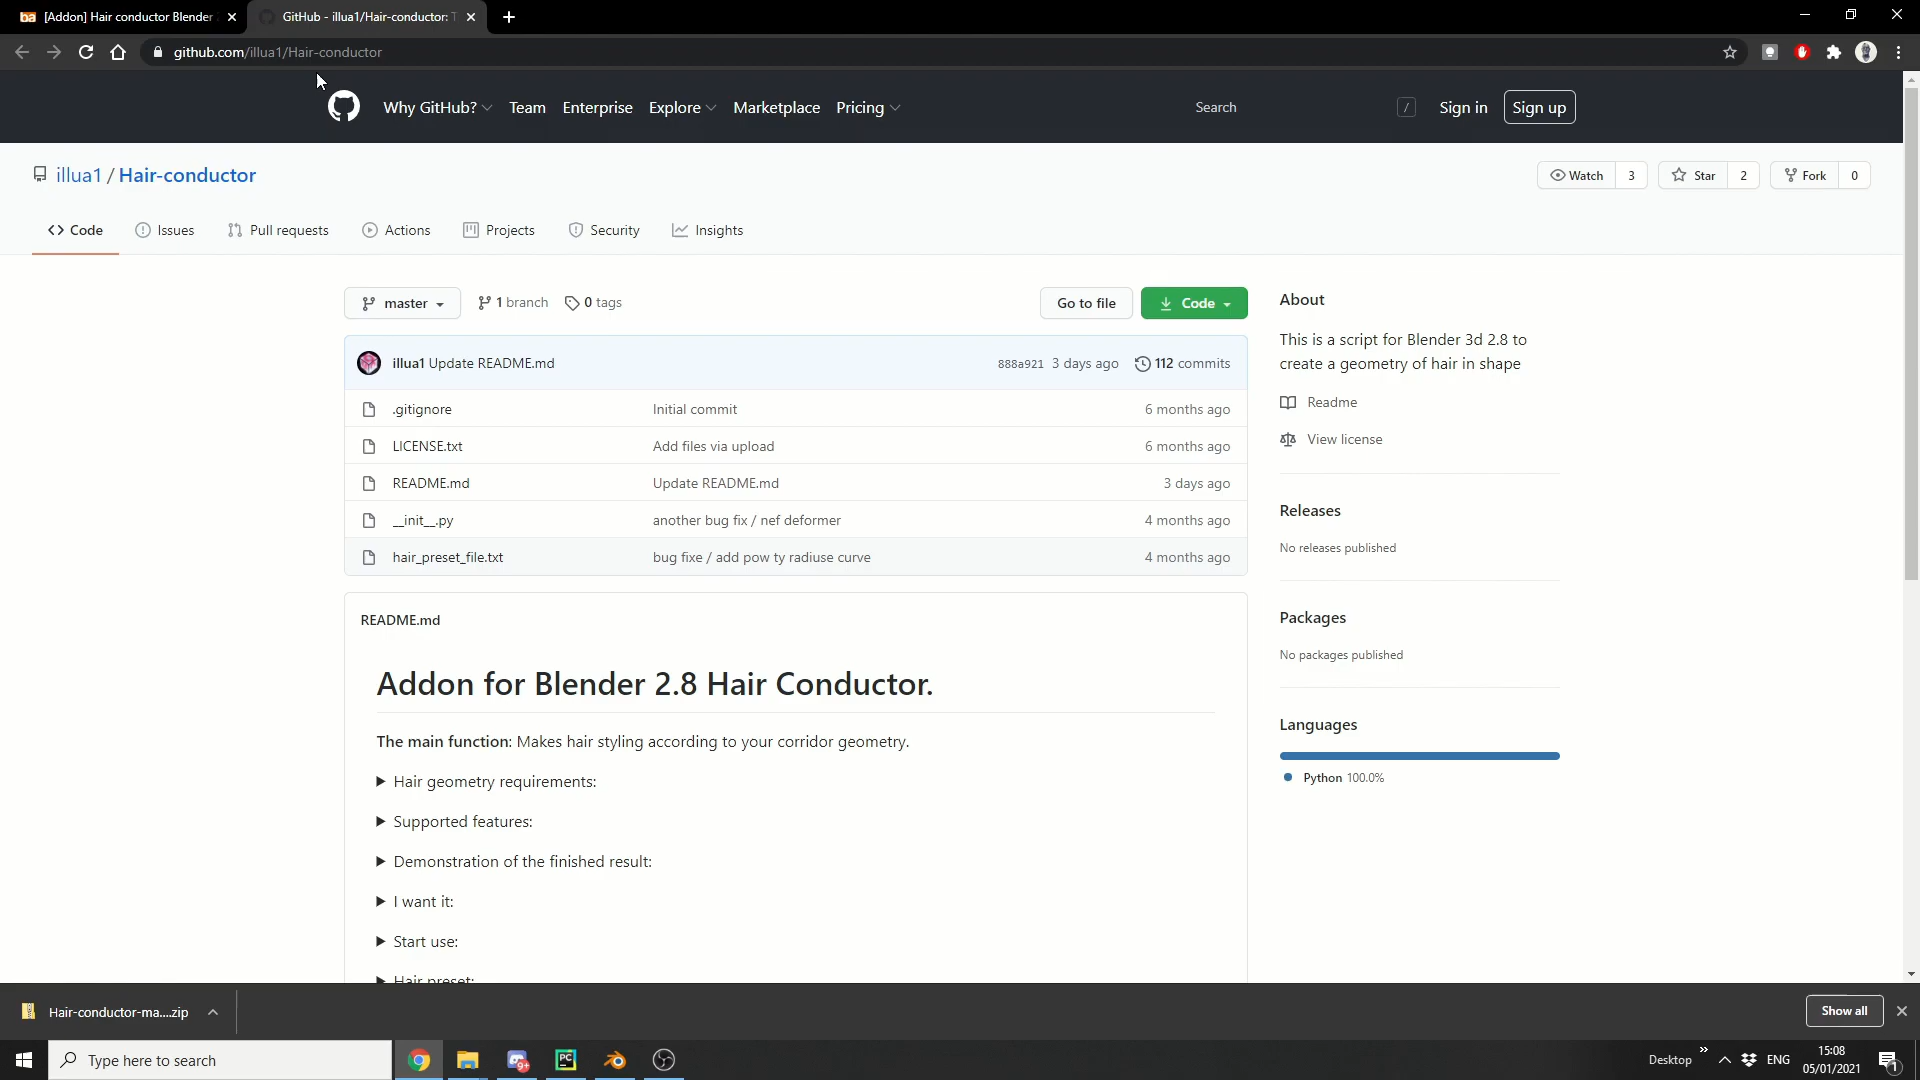 [Addon] Hair conductor Blender
GitHub - illua1/Hair-conductor: T
github.com/illua1/Hair-conductor
Why GitHub? Team Enterprise Explore Marketplace Pricing
Search /
Sign in Sign up
illua1 / Hair-conductor
Watch 3 Star 2 Fork 0
Code Issues Pull requests Actions Projects Security Insights
master 1 branch 0 tags Go to file Code
illua1 Update README.md 888a921 3 days ago 112 commits
.gitignore Initial commit 6 months ago
LICENSE.txt Add files via upload 6 months ago
README.md Update README.md 3 days ago
__init__.py another bug fix / nef deformer 4 months ago
hair_preset_file.txt bug fixe / add pow ty radiuse curve 4 months ago
README.md
Addon for Blender 2.8 Hair Conductor.
The main function: Makes hair styling according to your corridor geometry.
Hair geometry requirements:
Supported features:
Demonstration of the finished result:
I want it:
Start use:
Hair preset:
About
This is a script for Blender 3d 2.8 to
create a geometry of hair in shape
Readme
View license
Releases
No releases published
Packages
No packages published
Languages
Python 100.0%
Hair-conductor-ma....zip
Show all
Type here to search
PC
9+
Desktop
ENG
15:08
05/01/2021
1